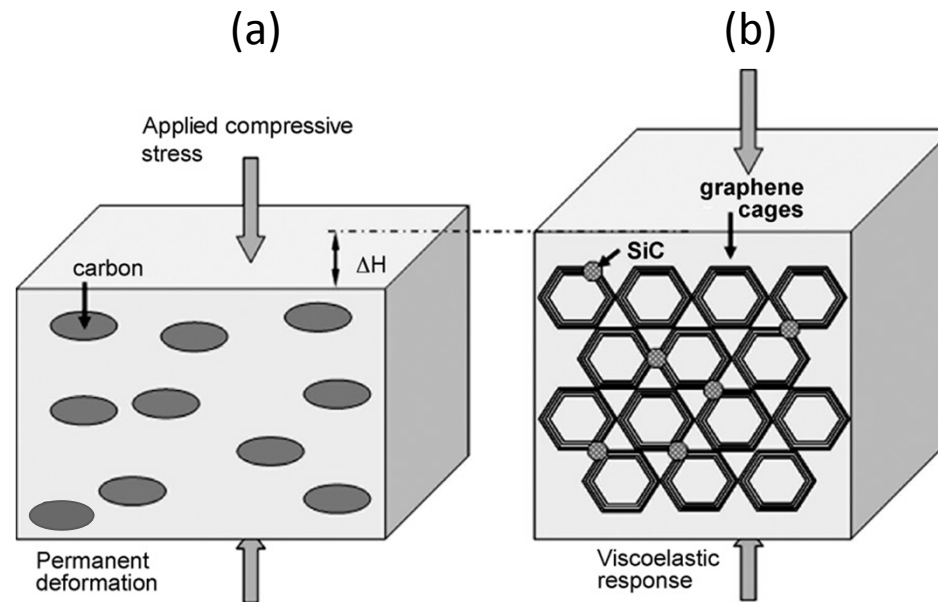 (a)
(b)
Applied compressive
stress
graphene
cages
carbon
ΔH
SiC
Permanent
deformation
Viscoelastic
response